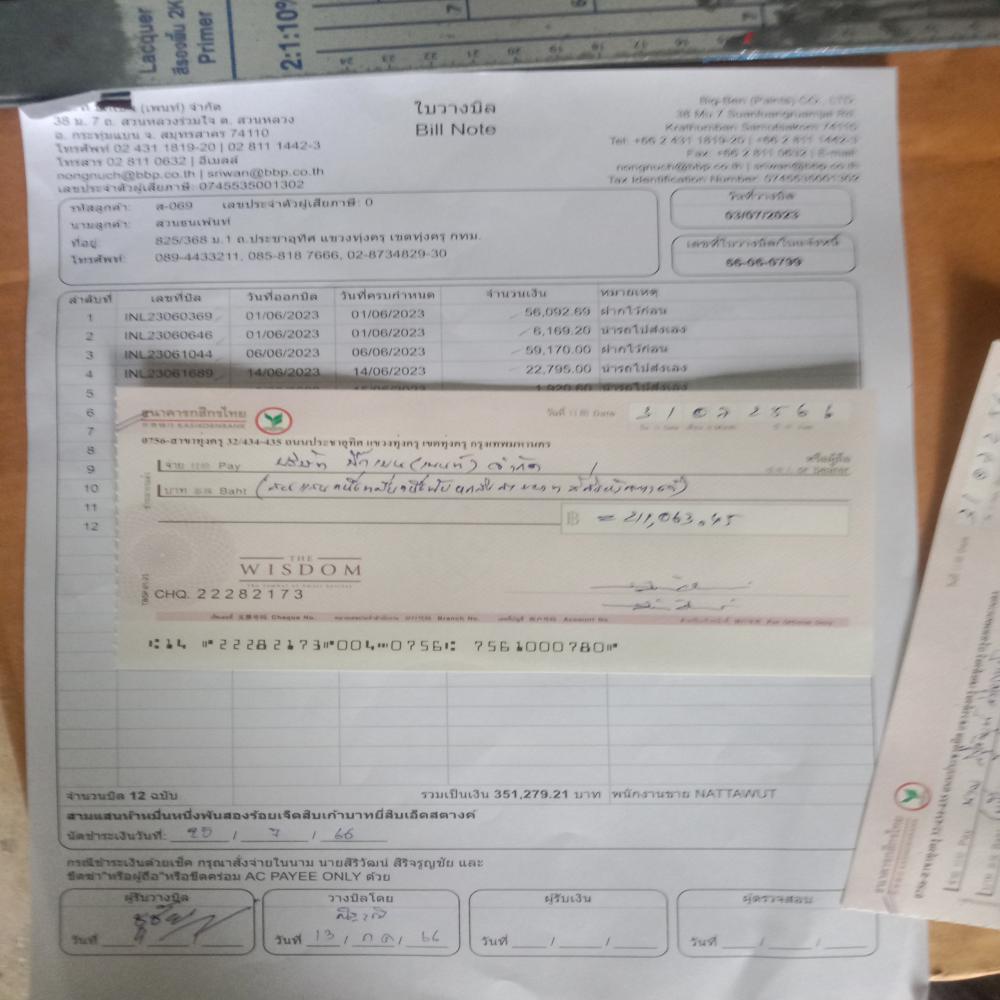 Lacquer
สีรองพื้น 2K
Primer
2:1:10%
(เพนท์) จำกัด
38 ม. 7 ถ. สวนหลวงร่วมใจ ต. สวนหลวง
อ. กระทุ่มแบน จ. สมุทรสาคร 74110
โทรศัพท์ 02 431 1819-20 | 02 811 1442-3
โทรสาร 02 811 0632 | อีเมลล์
nongnuch@bbp.co.th | sriwan@bbp.co.th
เลขประจำตัวผู้เสียภาษี: 0745535001302
ใบวางบิล
Bill Note
Big-Ben (Paints) CO., LTD.
38 Mu 7 Suanluangruamjai Rd.
Krathumban Samutsakorn 74110
Tel: +66 2 431 1819-20 | +66 2 811 1442-3
Fax: +66 2 811 0632 | E-mail:
nongnuch@bbp.co.th | sriwan@bbp.co.th
Tax Identification Number: 0745535001302
รหัสลูกค้า: ส-069 เลขประจำตัวผู้เสียภาษี: 0
นามลูกค้า: สวนธนเพ้นท์
ที่อยู่: 825/368 ม.1 ถ.ประชาอุทิศ แขวงทุ่งครุ เขตทุ่งครุ กทม.
โทรศัพท์: 089-4433211, 085-818 7666, 02-8734829-30
วันที่วางบิล
03/07/2023
เลขที่ใบวางบิล/ใบแจ้งหนี้
66-06-0799
ลำดับที่ เลขที่บิล วันที่ออกบิล วันที่ครบกำหนด จำนวนเงิน หมายเหตุ
1 INL23060369 01/06/2023 01/06/2023 56,092.69 ฝากไว้ก่อน
2 INL23060646 01/06/2023 01/06/2023 6,169.20 นำรถไปส่งเอง
3 INL23061044 06/06/2023 06/06/2023 59,170.00 ฝากไว้ก่อน
4 INL23061689 14/06/2023 14/06/2023 22,795.00 นำรถไปส่งเอง
5 1,920.60 นำรถไปส่งเอง
6
7
8
9
10
11
12
ธนาคารกสิกรไทย
KASIKORNBANK
วันที่ Date 31 07 2566
0756-สาขาทุ่งครุ 32/434-435 ถนนประชาอุทิศ แขวงทุ่งครุ เขตทุ่งครุ กรุงเทพมหานคร
จ่าย Pay บริษัท บิ๊กเบน (เพนท์) จำกัด
หรือผู้ถือ
or Bearer
บาท Baht
฿ = 211,063.45
THE
WISDOM
CHQ. 22282173
Cheque No. Branch No. Account No. For Official Only
14 22282173 004 0756 7561000780
จำนวนบิล 12 ฉบับ รวมเป็นเงิน 351,279.21 บาท พนักงานขาย NATTAWUT
สามแสนห้าหมื่นหนึ่งพันสองร้อยเจ็ดสิบเก้าบาทยี่สิบเอ็ดสตางค์
นัดชำระเงินวันที่: 25 / 7 / 66
กรณีชำระเงินด้วยเช็ค กรุณาสั่งจ่ายในนาม นายสิริวัฒน์ สิริจรูญชัย และ
ขีดฆ่า"หรือผู้ถือ"หรือขีดคร่อม AC PAYEE ONLY ด้วย
ผู้รับวางบิล
วันที่
วางบิลโดย
วันที่ 13 / กค / 66
ผู้รับเงิน
วันที่ / /
ผู้ตรวจสอบ
วันที่ / /